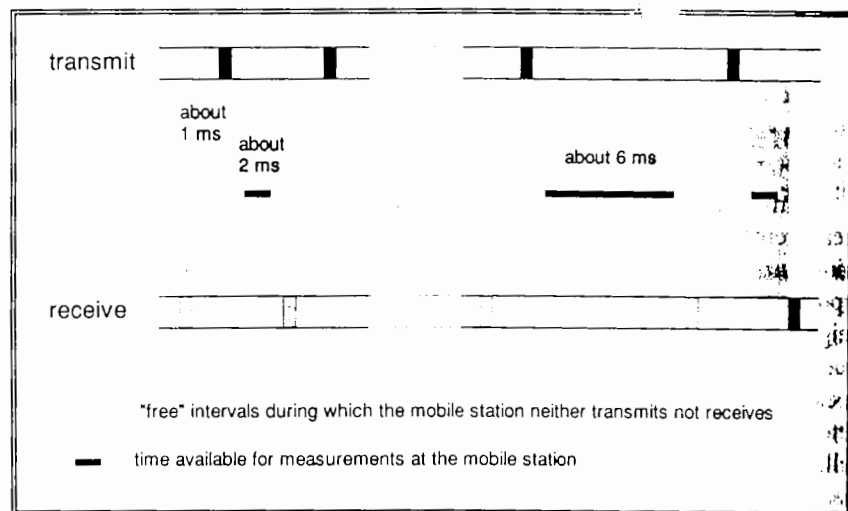 transmit
about
1 ms
about
2 ms
about 6 ms
receive
"free" intervals during which the mobile station neither transmits not receives
time available for measurements at the mobile station